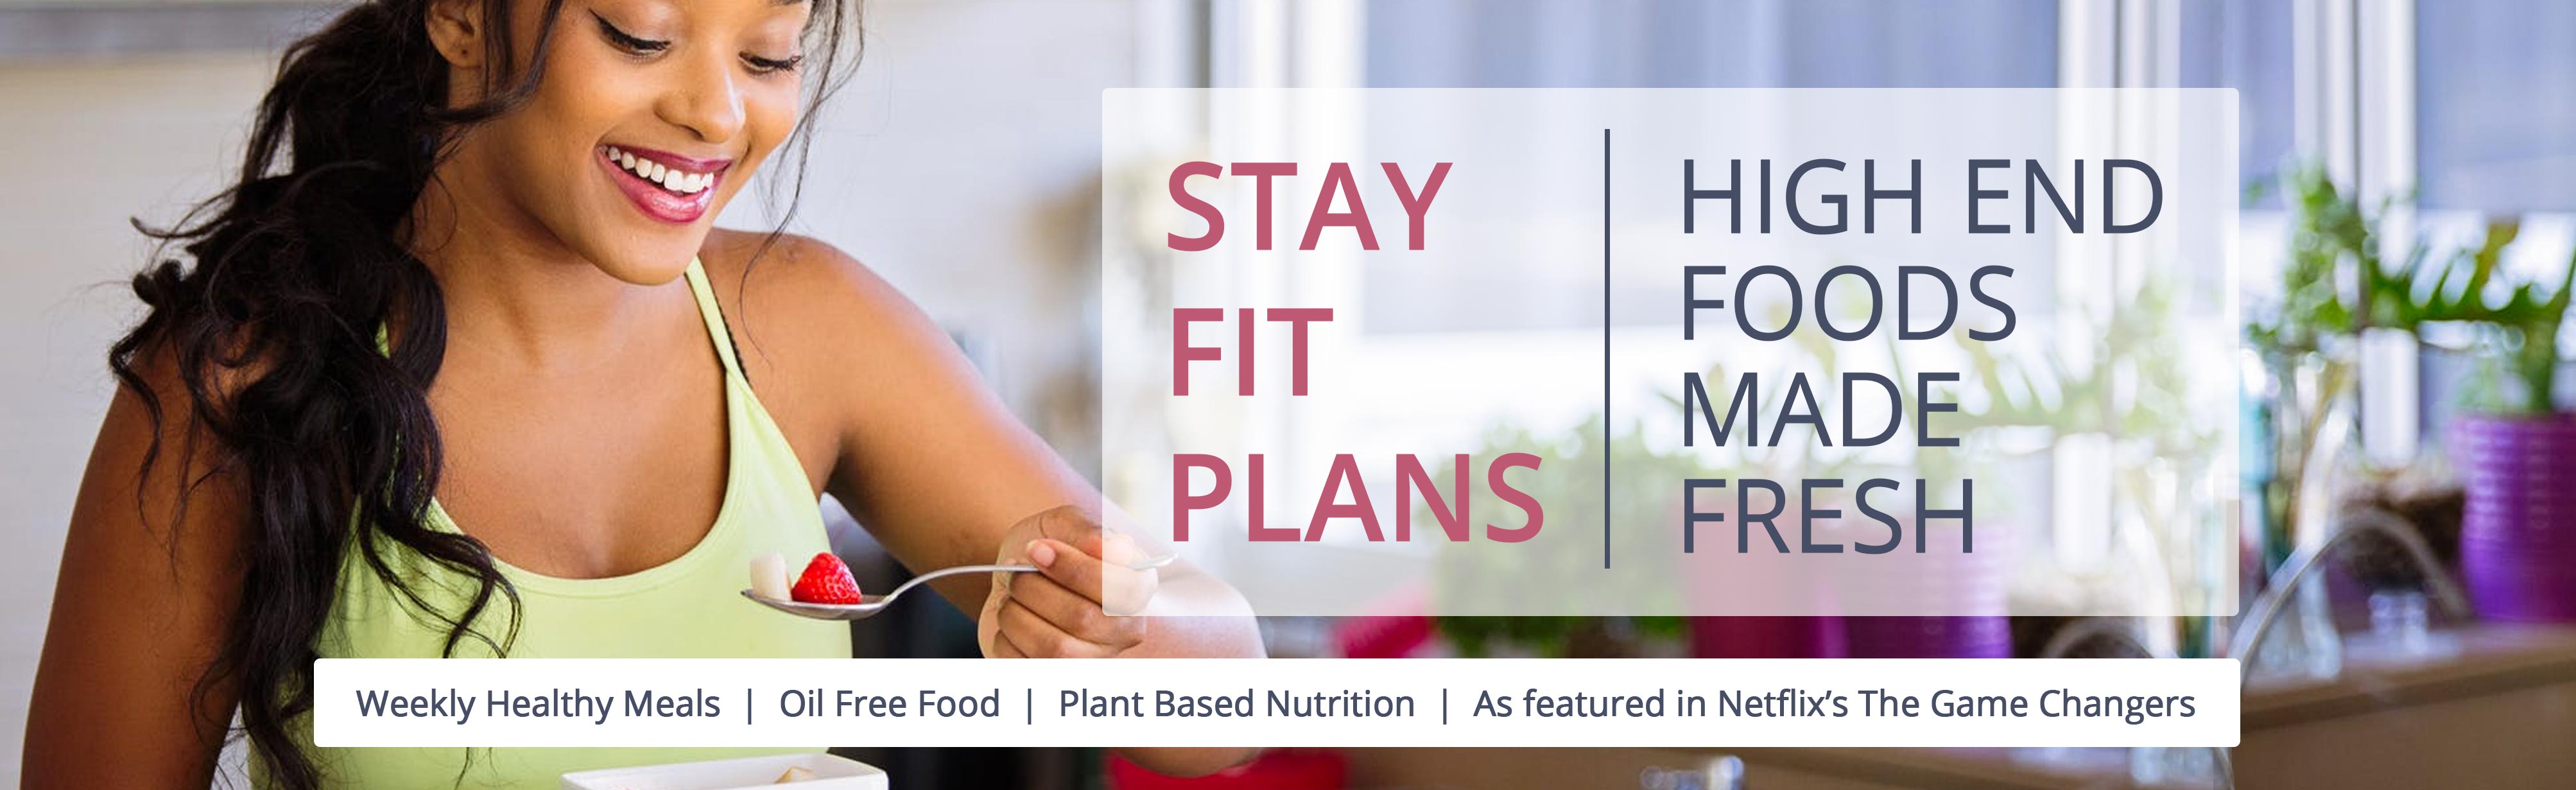 STAY
FIT
PLANS
HIGH END
FOODS
MADE
FRESH
Weekly Healthy Meals | Oil Free Food | Plant Based Nutrition | As featured in Netflix’s The Game Changers